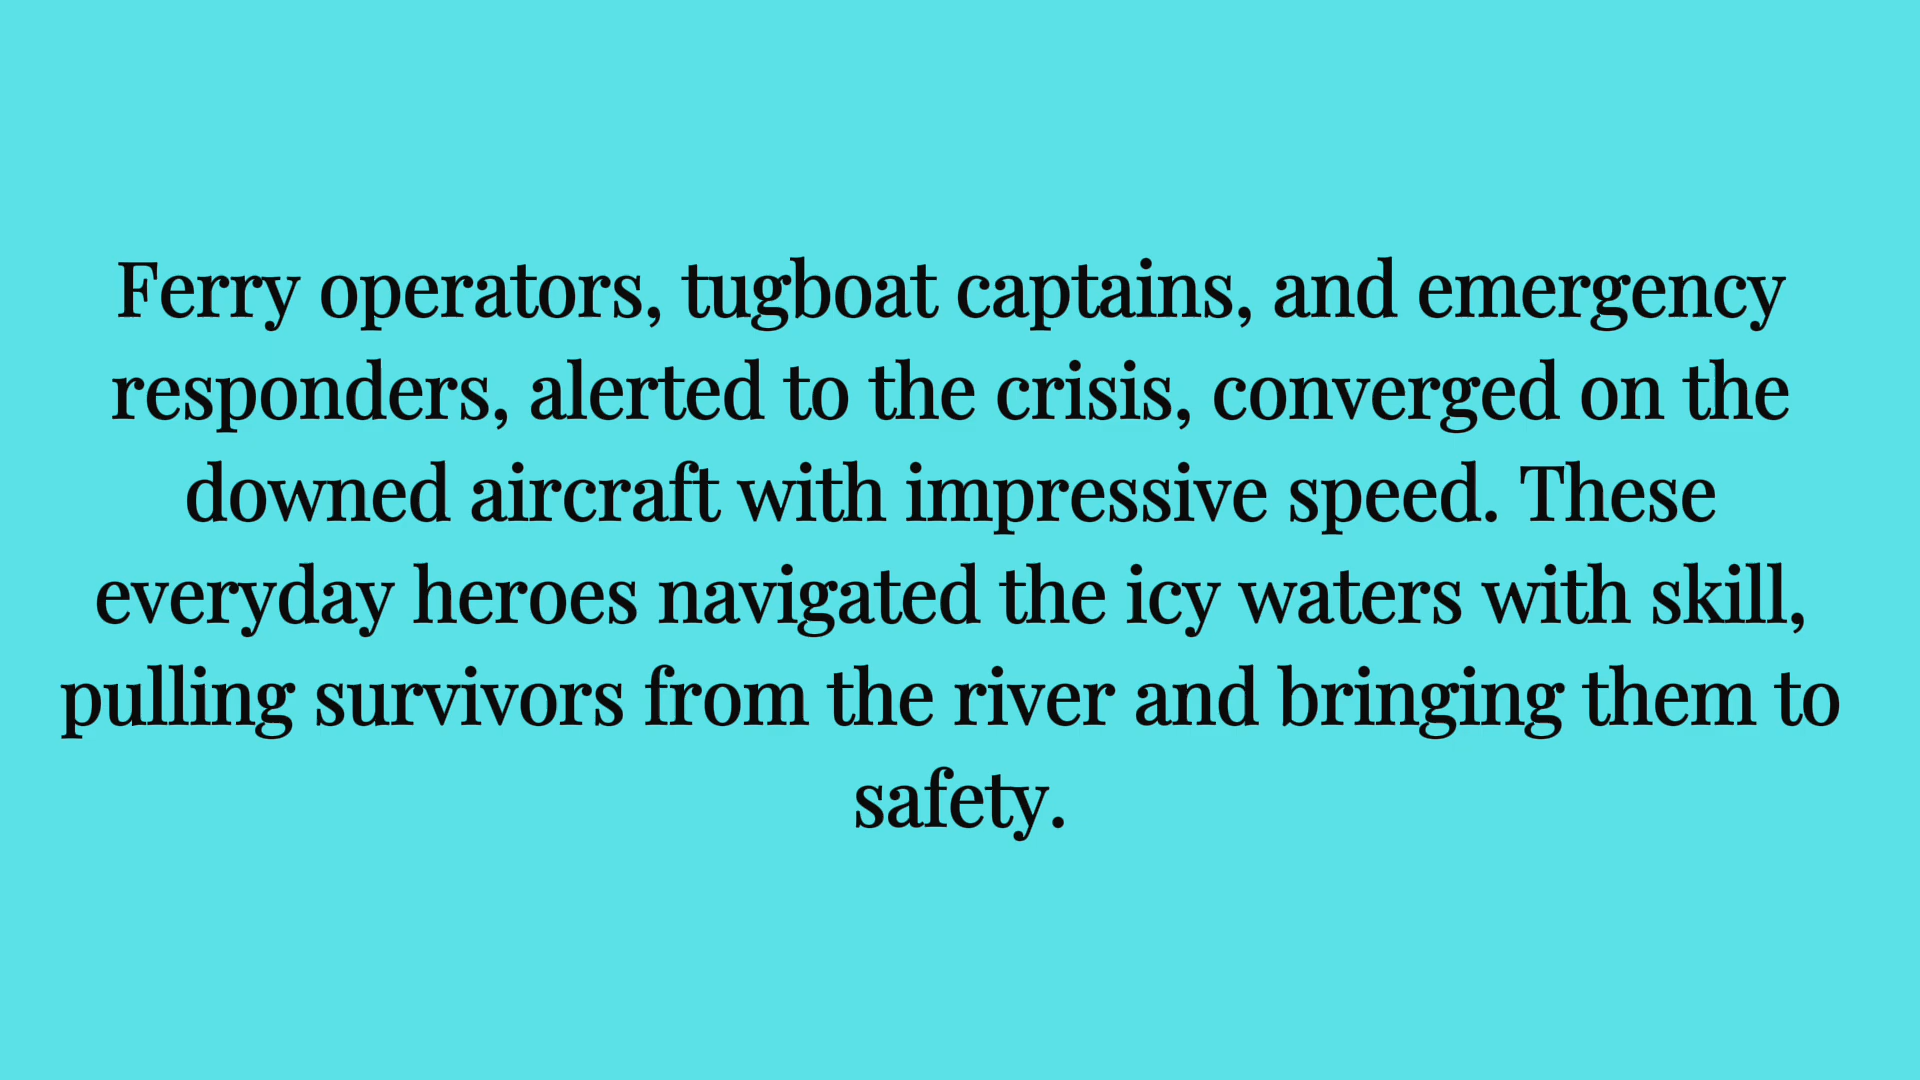 Ferry operators, tugboat captains, and emergency
responders, alerted to the crisis, converged on the
downed aircraft with impressive speed. These
everyday heroes navigated the icy waters with skill,
pulling survivors from the river and bringing them to
safety.